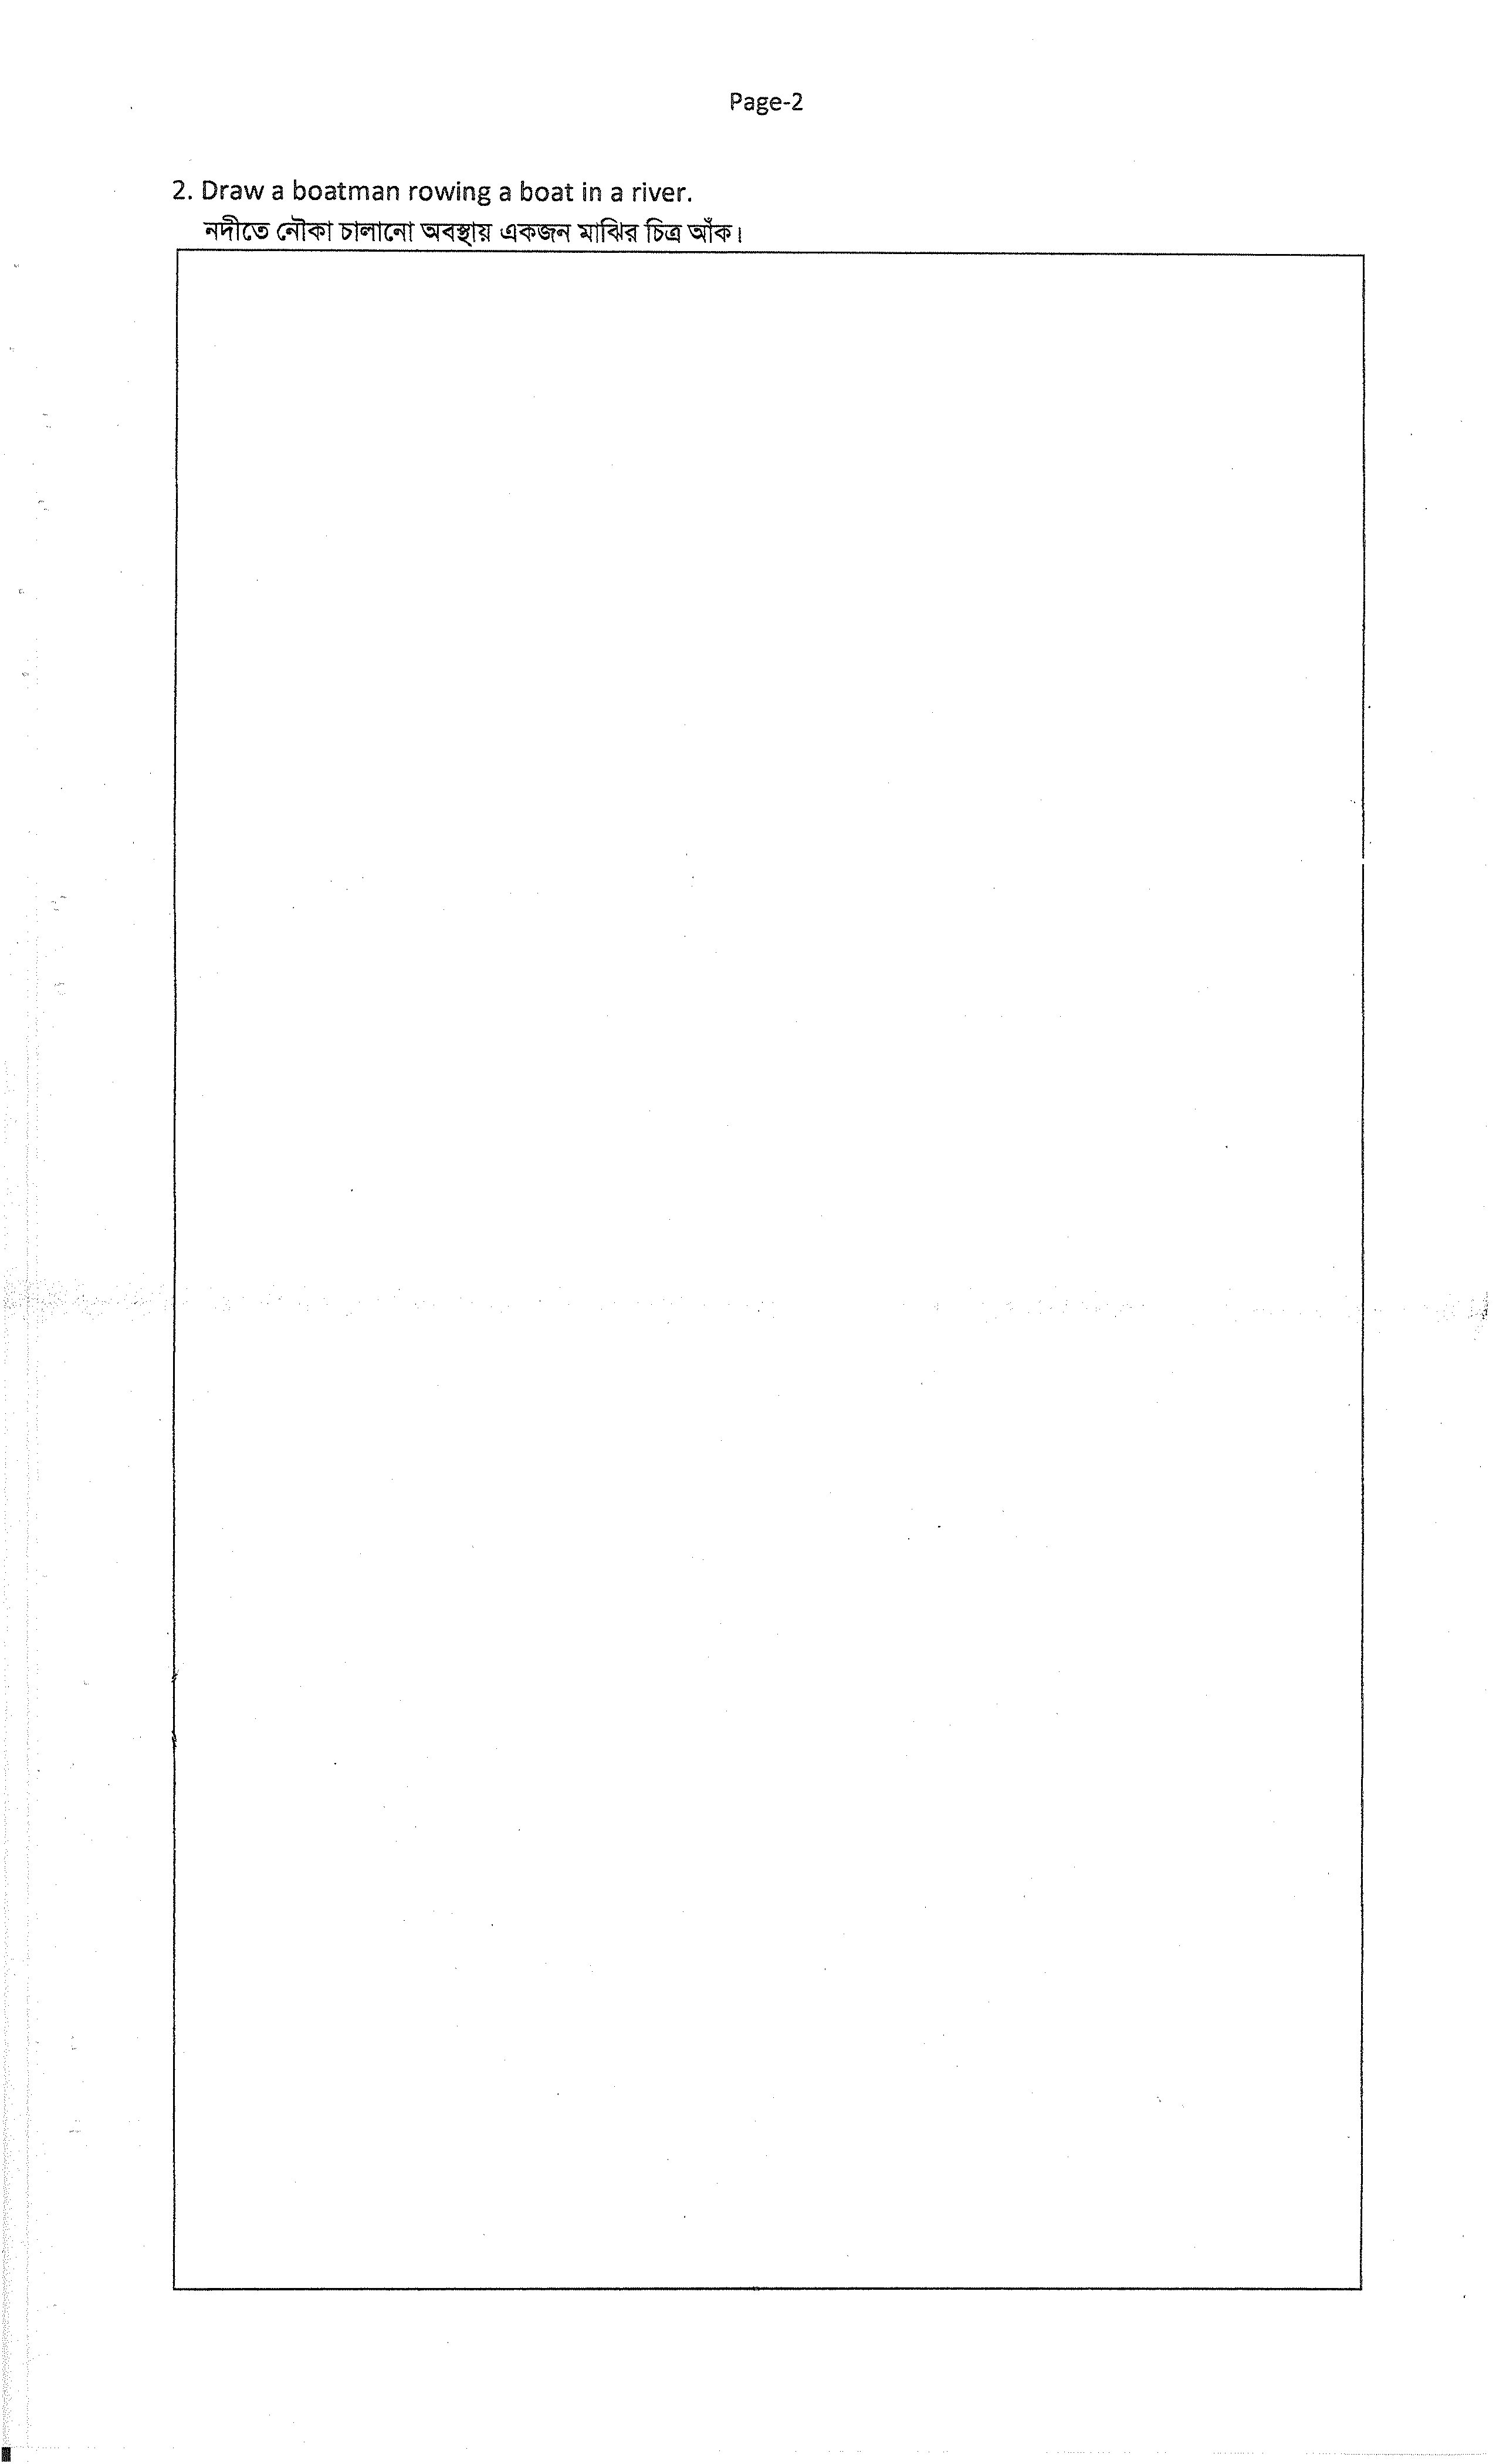 Page-2
2. Draw a boatman rowing a boat in a river.
নদীতে নৌকা চালানো অবস্থায় একজন মাঝির চিত্র আঁক।